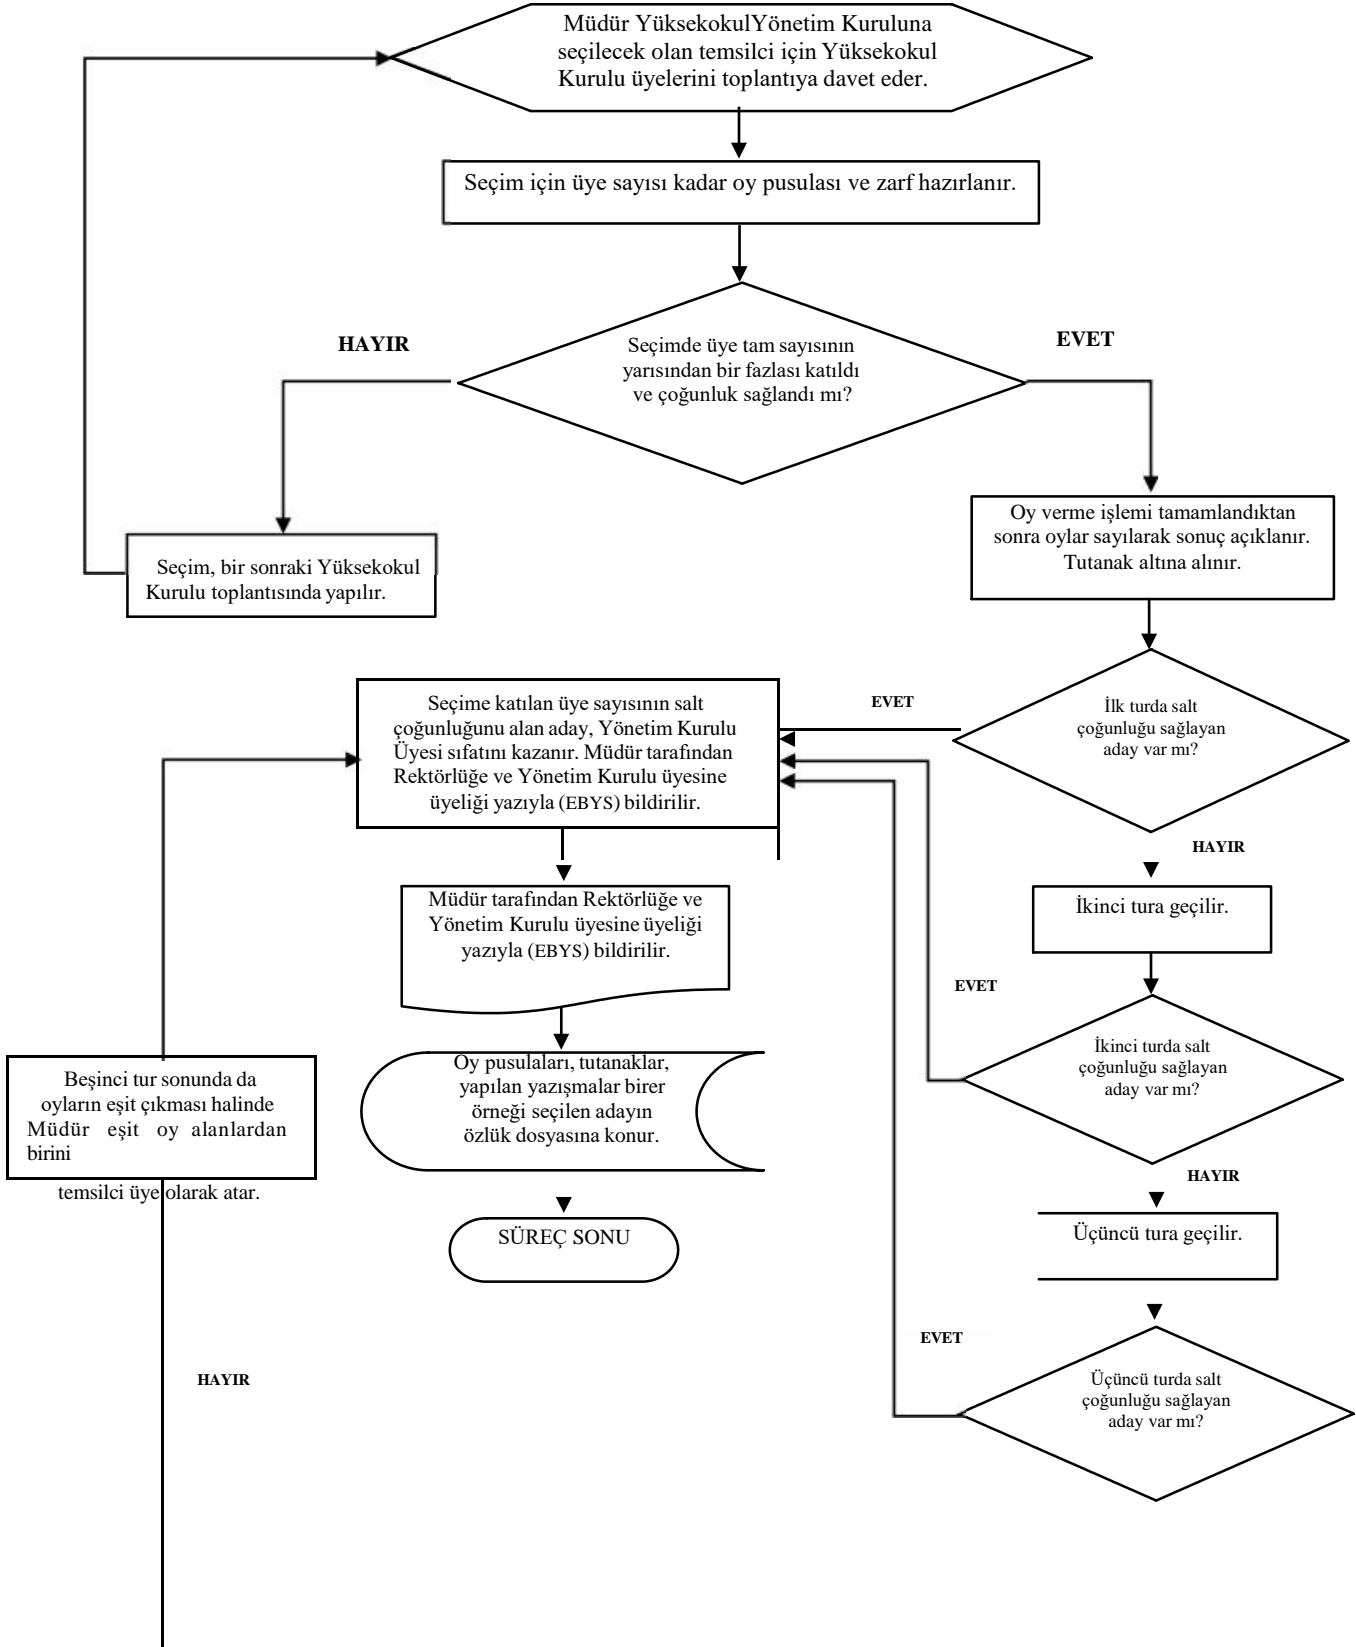 Müdür YüksekokulYönetim Kuruluna
seçilecek olan temsilci için Yüksekokul
Kurulu üyelerini toplantıya davet eder.
Seçim için üye sayısı kadar oy pusulası ve zarf hazırlanır.
HAYIR
EVET
Seçimde üye tam sayısının
yarısından bir fazlası katıldı
ve çoğunluk sağlandı mı?
Oy verme işlemi tamamlandıktan
sonra oylar sayılarak sonuç açıklanır.
Tutanak altına alınır.
Seçim, bir sonraki Yüksekokul
Kurulu toplantısında yapılır.
EVET
İlk turda salt
çoğunluğu sağlayan
aday var mı?
Seçime katılan üye sayısının salt
çoğunluğunu alan aday, Yönetim Kurulu
Üyesi sıfatını kazanır. Müdür tarafından
Rektörlüğe ve Yönetim Kurulu üyesine
üyeliği yazıyla (EBYS) bildirilir.
HAYIR
Müdür tarafından Rektörlüğe ve
Yönetim Kurulu üyesine üyeliği
yazıyla (EBYS) bildirilir.
İkinci tura geçilir.
EVET
İkinci turda salt
çoğunluğu sağlayan
aday var mı?
Oy pusulaları, tutanaklar,
yapılan yazışmalar birer
örneği seçilen adayın
özlük dosyasına konur.
Beşinci tur sonunda da
oyların eşit çıkması halinde
Müdür eşit oy alanlardan
birini
temsilci üye olarak atar.
HAYIR
SÜREÇ SONU
Üçüncü tura geçilir.
EVET
Üçüncü turda salt
çoğunluğu sağlayan
aday var mı?
HAYIR